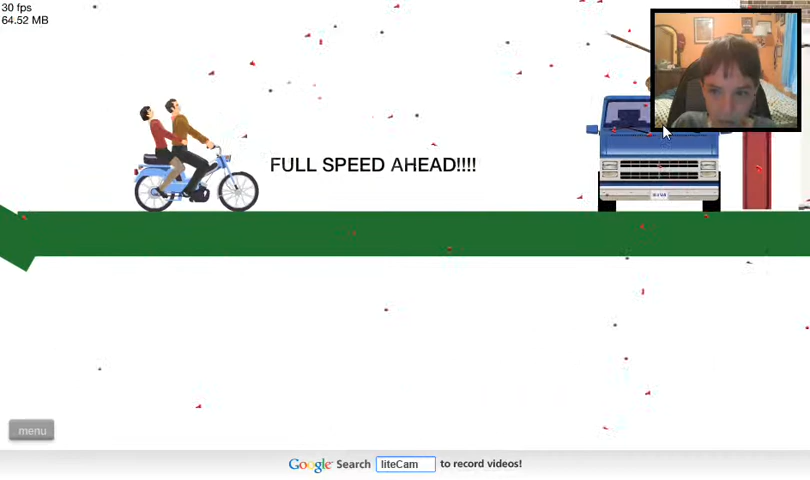 30 fps
64.52 MB
FULL SPEED AHEAD!!!!
menu
Google Search liteCam to record videos!